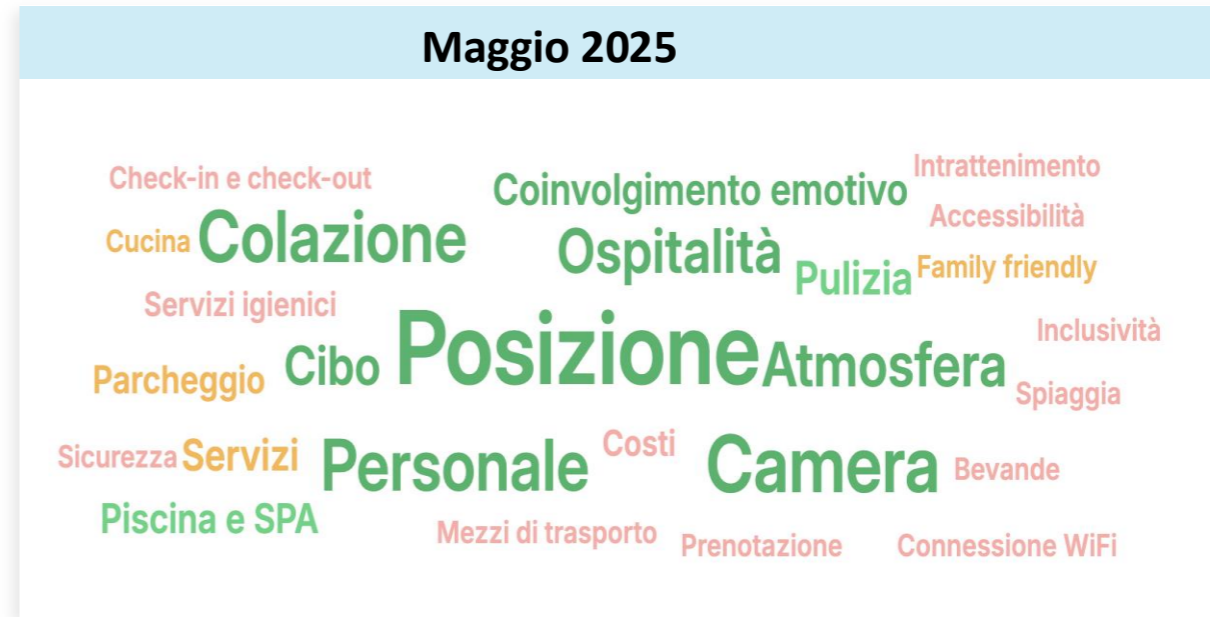 Maggio 2025
Check-in e check-out
Coinvolgimento emotivo
Intrattenimento
Accessibilità
Cucina
Colazione
Ospitalità
Pulizia
Family friendly
Servizi igienici
Posizione
Inclusività
Parcheggio
Cibo
Atmosfera
Spiaggia
Sicurezza
Servizi
Personale
Costi
Camera
Bevande
Piscina e SPA
Mezzi di trasporto
Prenotazione
Connessione WiFi